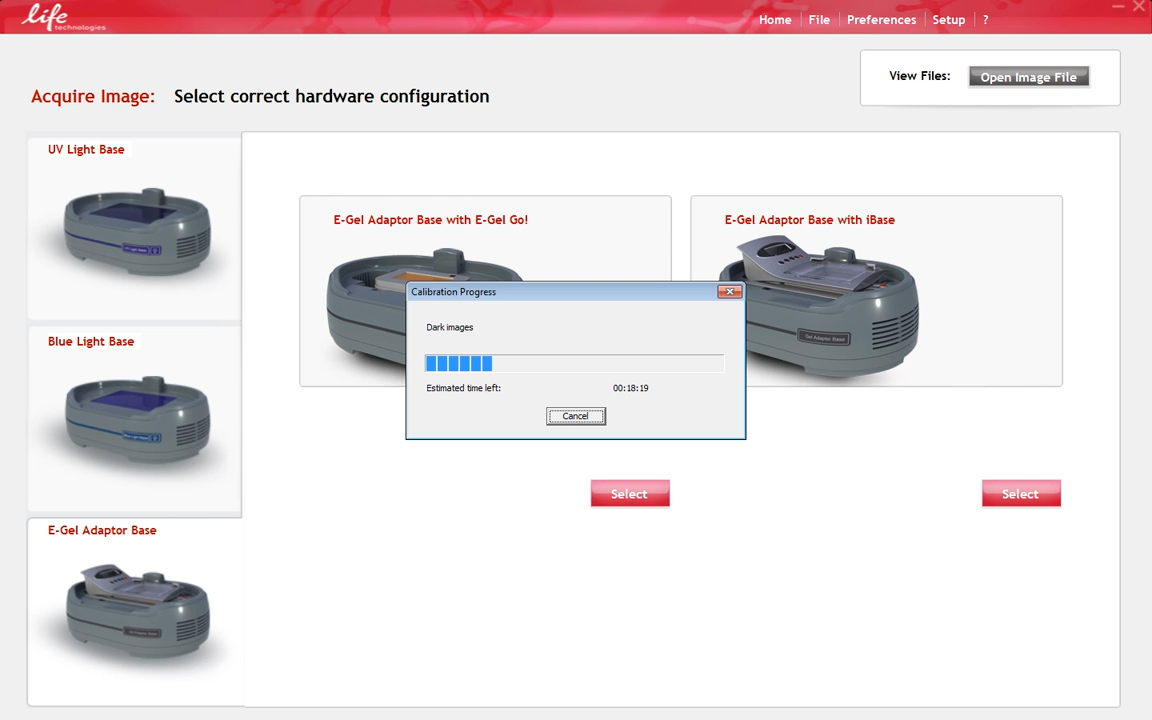 life
technologies
Home
File
Preferences
Setup
?
View Files:
Open Image File
Acquire Image:
Select correct hardware configuration
UV Light Base
Blue Light Base
E-Gel Adaptor Base
E-Gel Adaptor Base with E-Gel Go!
E-Gel Adaptor Base with iBase
Calibration Progress
Dark images
Estimated time left: 00:18:19
Cancel
Select
Select